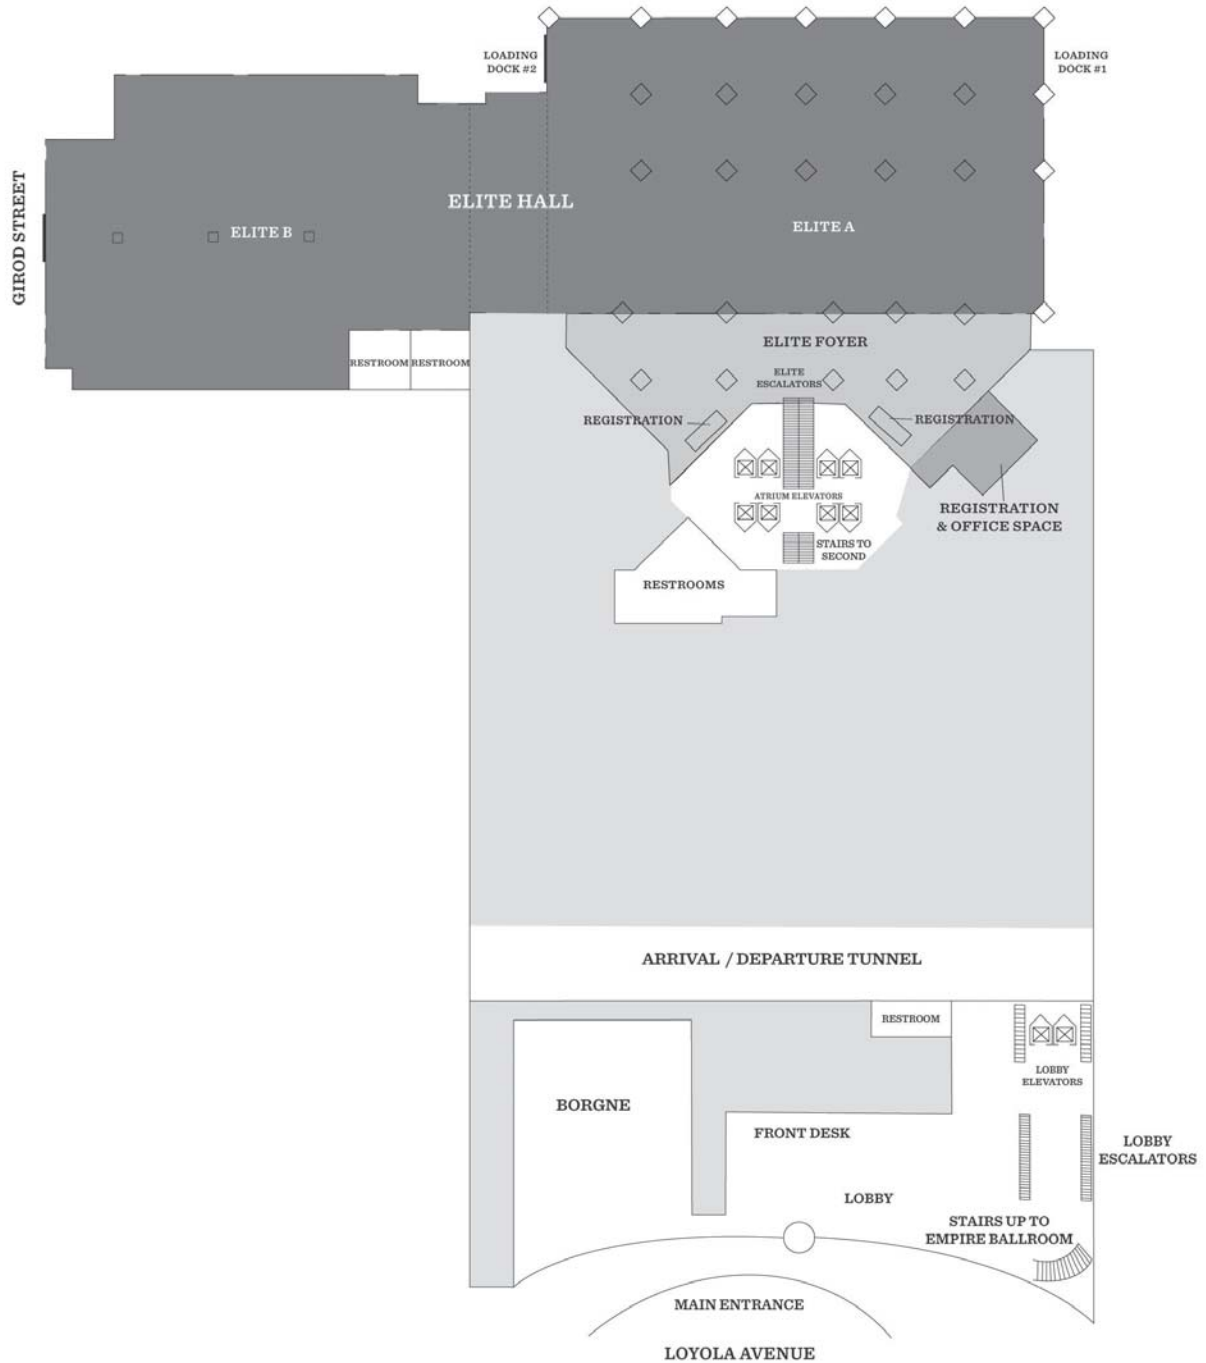 LOADING
DOCK #2
LOADING
DOCK #1
GIROD STREET
ELITE HALL
ELITE B
ELITE A
RESTROOM
RESTROOM
ELITE FOYER
ELITE
ESCALATORS
REGISTRATION
REGISTRATION
ATRIUM ELEVATORS
REGISTRATION
& OFFICE SPACE
STAIRS TO
SECOND
RESTROOMS
ARRIVAL / DEPARTURE TUNNEL
RESTROOM
LOBBY
ELEVATORS
BORGNE
FRONT DESK
LOBBY
ESCALATORS
LOBBY
STAIRS UP TO
EMPIRE BALLROOM
MAIN ENTRANCE
LOYOLA AVENUE